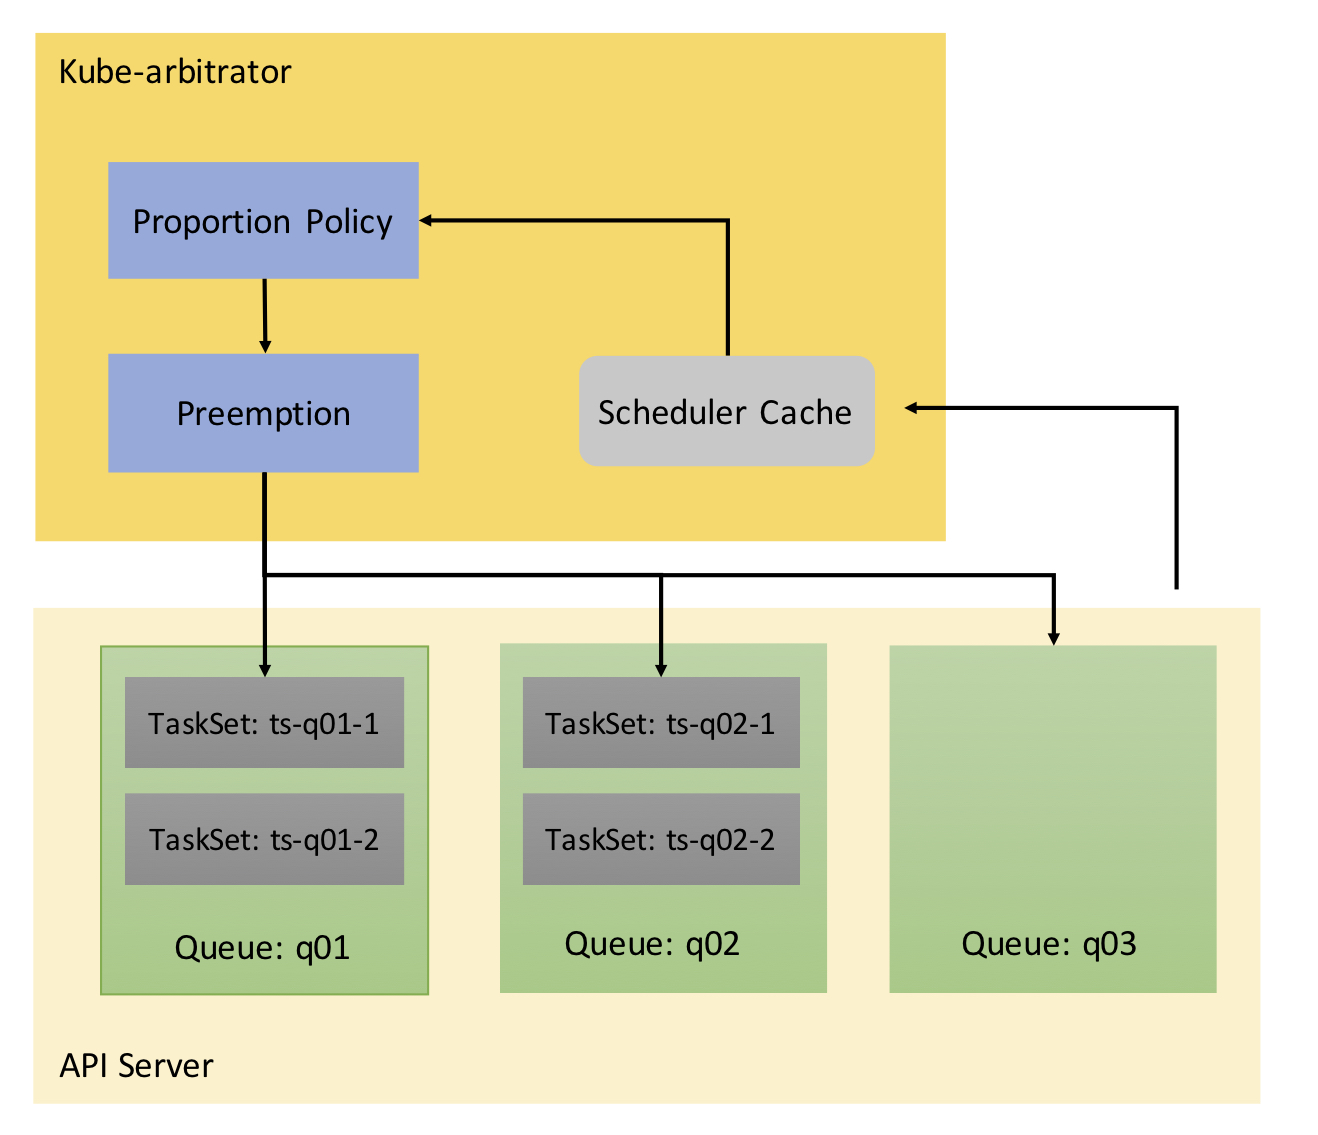 Kube-arbitrator
Proportion Policy
Preemption
Scheduler Cache
TaskSet: ts-q01-1
TaskSet: ts-q01-2
Queue: q01
TaskSet: ts-q02-1
TaskSet: ts-q02-2
Queue: q02
Queue: q03
API Server